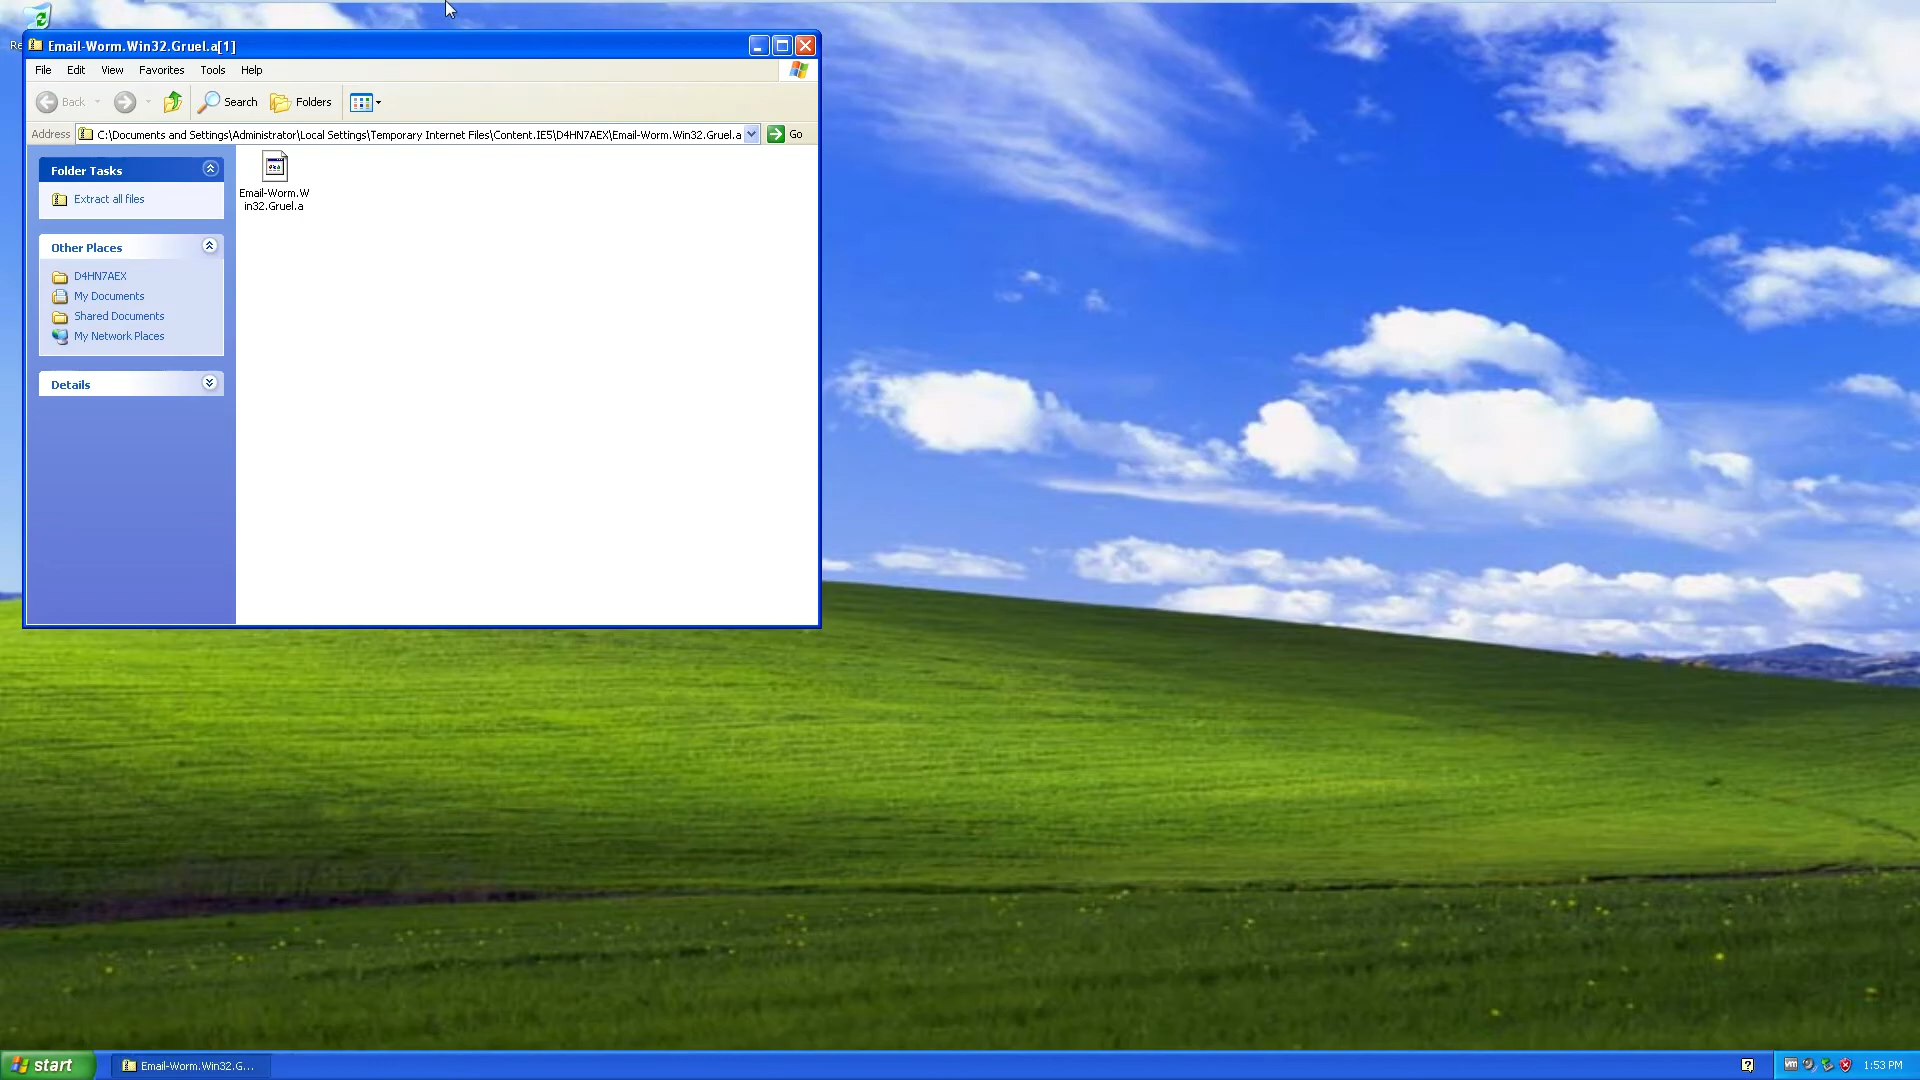 Email-Worm.Win32.Gruel.a[1]
File Edit View Favorites Tools Help
Back Search Folders
Address C:\Documents and Settings\Administrator\Local Settings\Temporary Internet Files\Content.IE5\D4HN7AEX\Email-Worm.Win32.Gruel.a Go
Folder Tasks
Extract all files
Other Places
D4HN7AEX
My Documents
Shared Documents
My Network Places
Details
Email-Worm.W
in32.Gruel.a
start Email-Worm.Win32.G... vm 1:53 PM